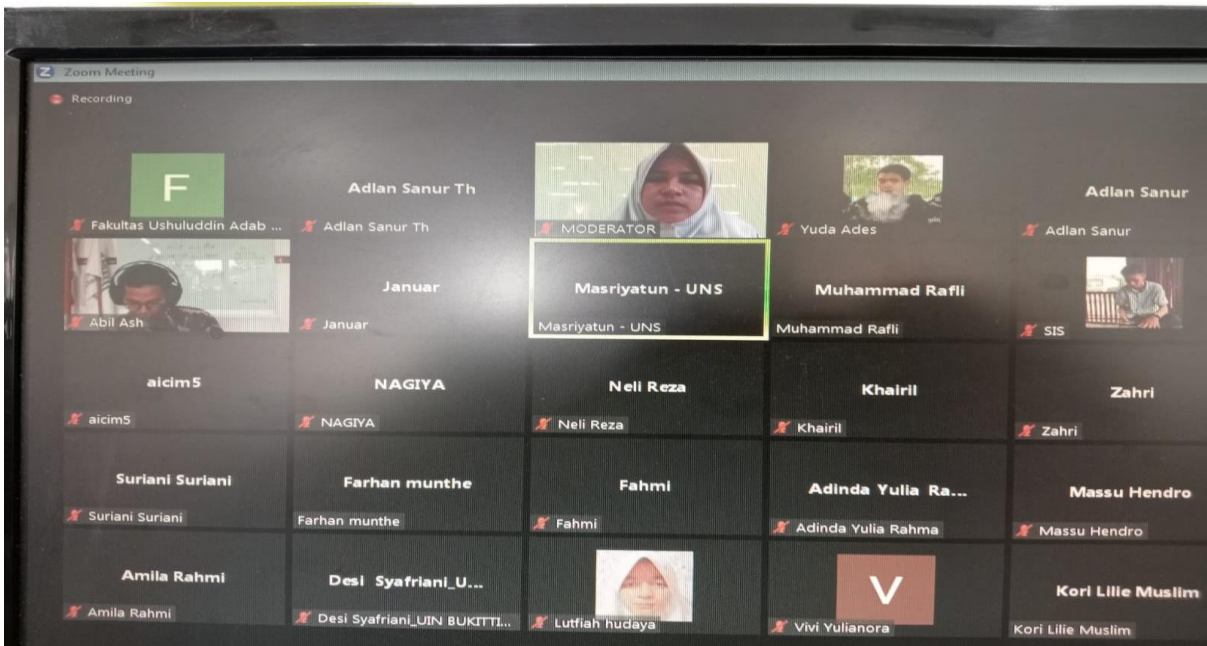 Zoom Meeting
Recording
F
Fakultas Ushuluddin Adab ...
Adlan Sanur Th
Adlan Sanur Th
MODERATOR
Yuda Ades
Adlan Sanur
Adlan Sanur
Abil Ash
Januar
Januar
Masriyatun - UNS
Masriyatun - UNS
Muhammad Rafli
Muhammad Rafli
SIS
aicim5
aicim5
NAGIYA
NAGIYA
Neli Reza
Neli Reza
Khairil
Khairil
Zahri
Zahri
Suriani Suriani
Suriani Suriani
Farhan munthe
Farhan munthe
Fahmi
Fahmi
Adinda Yulia Ra...
Adinda Yulia Rahma
Massu Hendro
Massu Hendro
Amila Rahmi
Amila Rahmi
Desi Syafriani_U...
Desi Syafriani_UIN BUKITTI...
Lutfiah hudaya
V
Vivi Yulianora
Kori Lilie Muslim
Kori Lilie Muslim